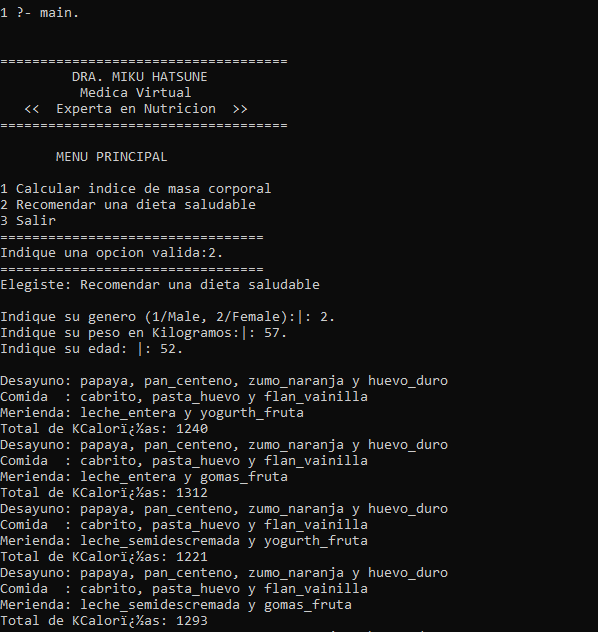 1 ?- main.
====================================
DRA. MIKU HATSUNE
Medica Virtual
<<  Experta en Nutricion  >>
====================================
MENU PRINCIPAL
1 Calcular indice de masa corporal
2 Recomendar una dieta saludable
3 Salir
=================================
Indique una opcion valida:2.
=================================
Elegiste: Recomendar una dieta saludable
Indique su genero (1/Male, 2/Female):|: 2.
Indique su peso en Kilogramos:|: 57.
Indique su edad: |: 52.
Desayuno: papaya, pan_centeno, zumo_naranja y huevo_duro
Comida  : cabrito, pasta_huevo y flan_vainilla
Merienda: leche_entera y yogurth_fruta
Total de KCalorï¿½as: 1240
Desayuno: papaya, pan_centeno, zumo_naranja y huevo_duro
Comida  : cabrito, pasta_huevo y flan_vainilla
Merienda: leche_entera y gomas_fruta
Total de KCalorï¿½as: 1312
Desayuno: papaya, pan_centeno, zumo_naranja y huevo_duro
Comida  : cabrito, pasta_huevo y flan_vainilla
Merienda: leche_semidescremada y yogurth_fruta
Total de KCalorï¿½as: 1221
Desayuno: papaya, pan_centeno, zumo_naranja y huevo_duro
Comida  : cabrito, pasta_huevo y flan_vainilla
Merienda: leche_semidescremada y gomas_fruta
Total de KCalorï¿½as: 1293